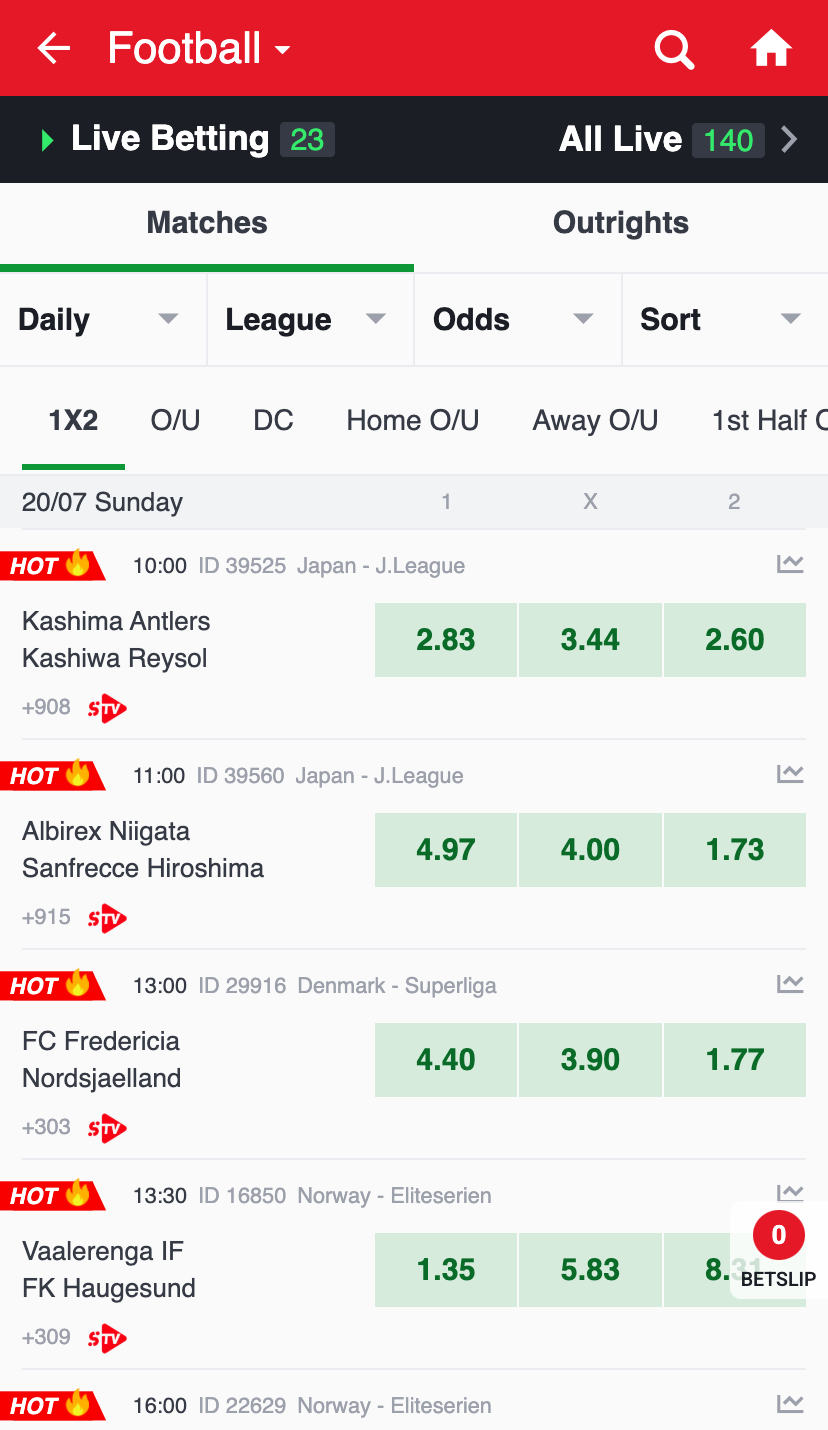 Football
Live Betting 23 All Live 140
Matches Outrights
Daily League Odds Sort
1X2 O/U DC Home O/U Away O/U 1st Half
20/07 Sunday 1 X 2
HOT 10:00 ID 39525 Japan - J.League
Kashima Antlers
Kashiwa Reysol
2.83 3.44 2.60
+908 STV
HOT 11:00 ID 39560 Japan - J.League
Albirex Niigata
Sanfrecce Hiroshima
4.97 4.00 1.73
+915 STV
HOT 13:00 ID 29916 Denmark - Superliga
FC Fredericia
Nordsjaelland
4.40 3.90 1.77
+303 STV
HOT 13:30 ID 16850 Norway - Eliteserien
Vaalerenga IF
FK Haugesund
1.35 5.83 8.31
0
BETSLIP
+309 STV
HOT 16:00 ID 22629 Norway - Eliteserien